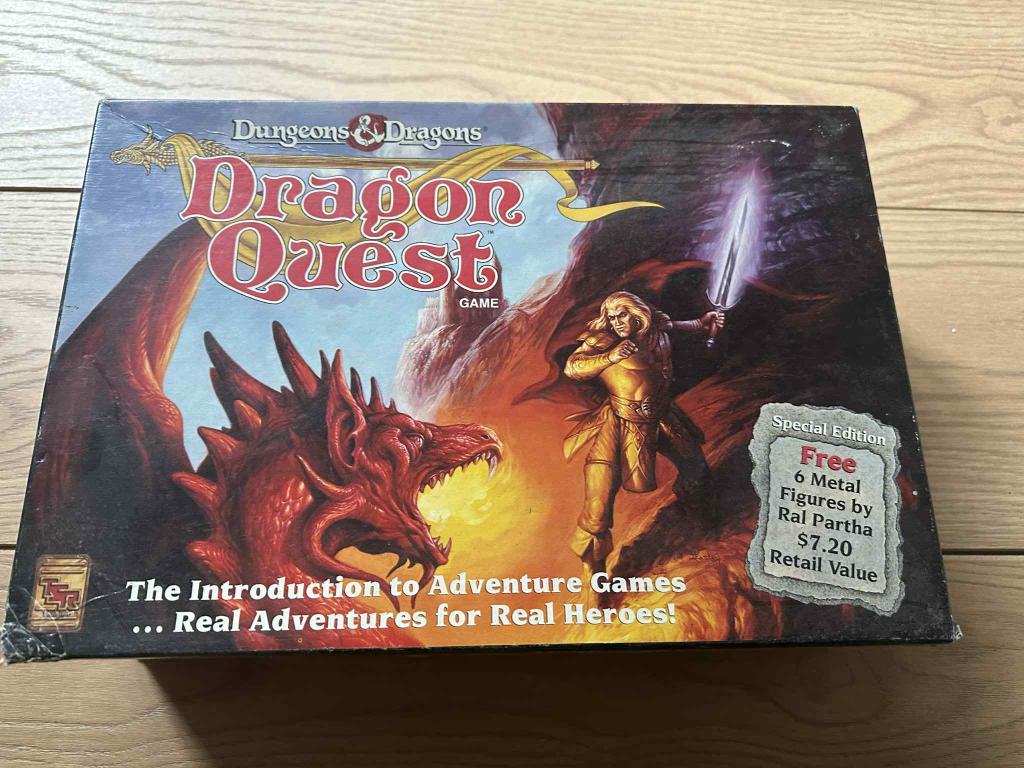 Dungeons & Dragons
Dragon
Quest™
GAME
Special Edition
Free
6 Metal
Figures by
Ral Partha
$7.20
Retail Value
TSR
The Introduction to Adventure Games
... Real Adventures for Real Heroes!